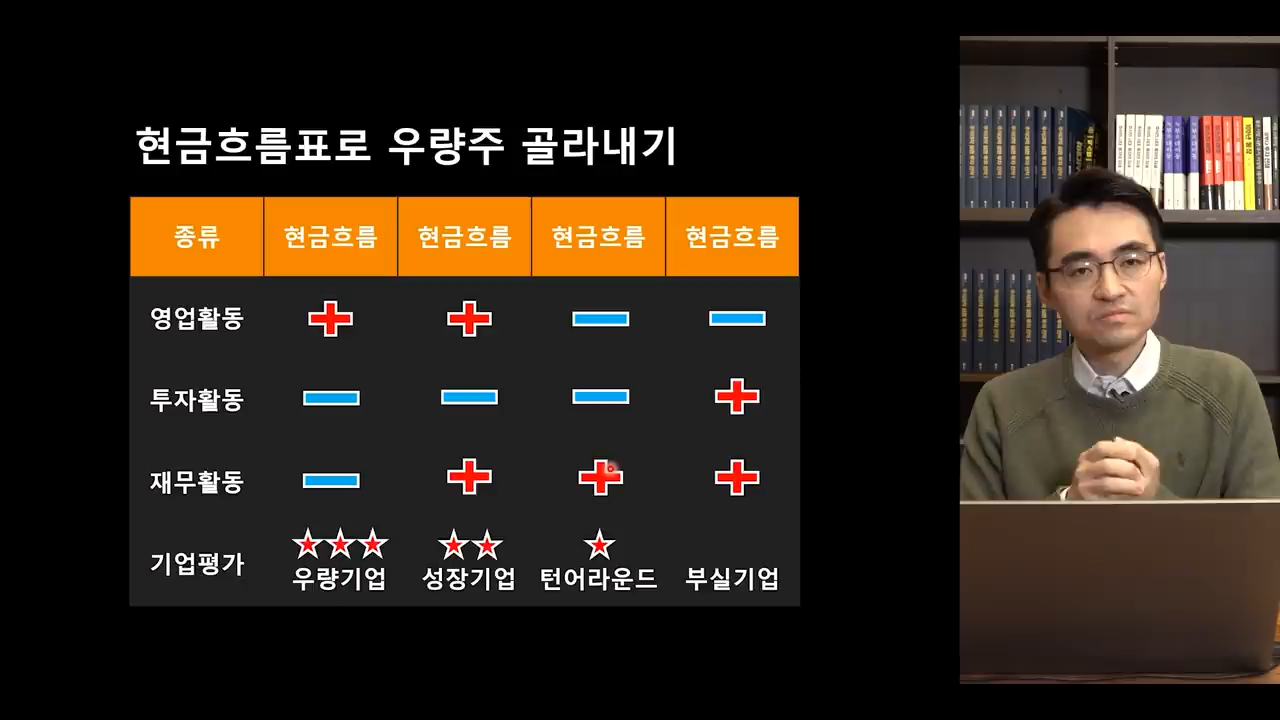 현금흐름표로 우량주 골라내기
종류 현금흐름 현금흐름 현금흐름 현금흐름
영업활동
투자활동
재무활동
기업평가 우량기업 성장기업 턴어라운드 부실기업